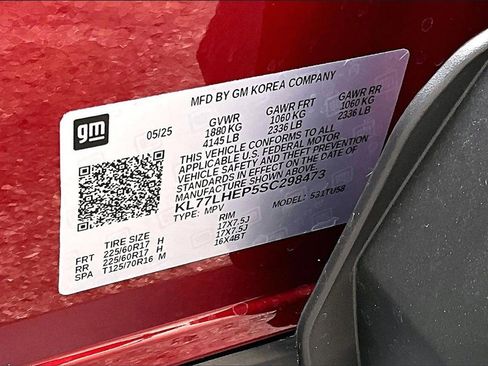 MFD BY GM KOREA COMPANY
gm
05/25
GVWR GAWR FRT GAWR RR
1880 KG 1060 KG 1060 KG
4145 LB 2336 LB 2336 LB
THIS VEHICLE CONFORMS TO ALL
APPLICABLE U.S. FEDERAL MOTOR
VEHICLE SAFETY AND THEFT PREVENTION
STANDARDS IN EFFECT ON THE DATE OF
MANUFACTURE SHOWN ABOVE.
KL77LHEP5SC298473
TYPE: MPV MODEL: 531TU58
TIRE SIZE RIM
FRT 225/60R17 H 17X7.5J
RR 225/60R17 H 17X7.5J
SPA T125/70R16 M 16X4BT